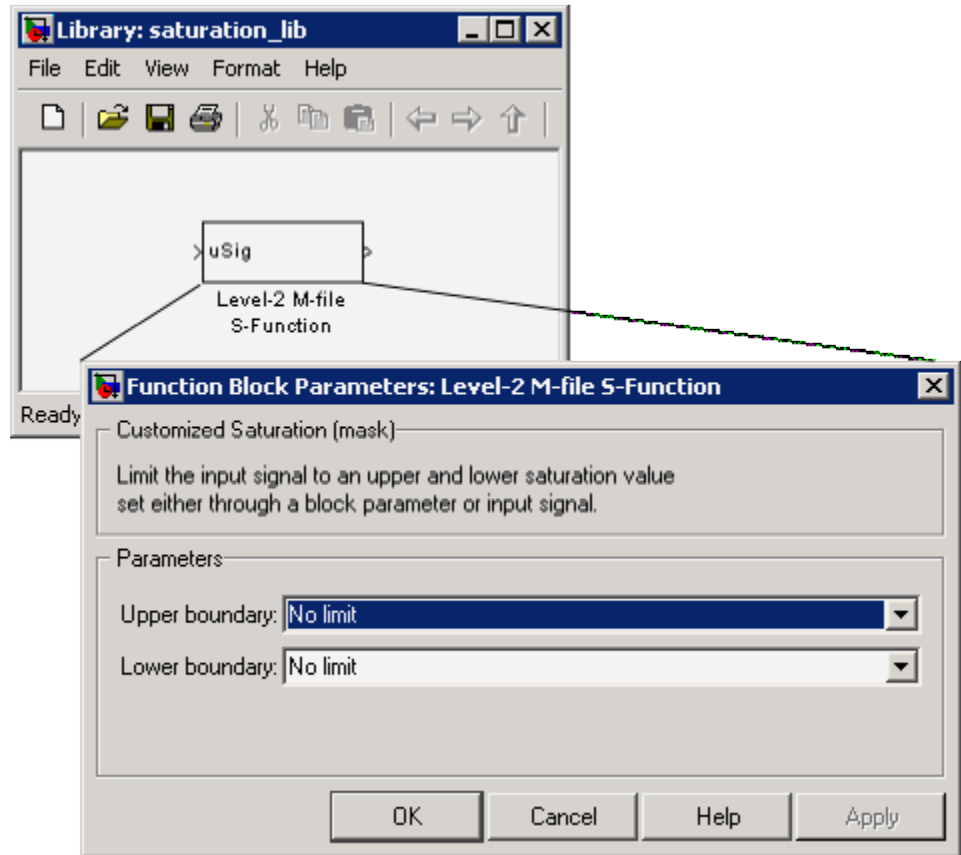 Library: saturation_lib
File Edit View Format Help
uSig
Level-2 M-file
S-Function
Ready
Function Block Parameters: Level-2 M-file S-Function
Customized Saturation (mask)
Limit the input signal to an upper and lower saturation value
set either through a block parameter or input signal.
Parameters
Upper boundary: No limit
Lower boundary: No limit
OK Cancel Help Apply